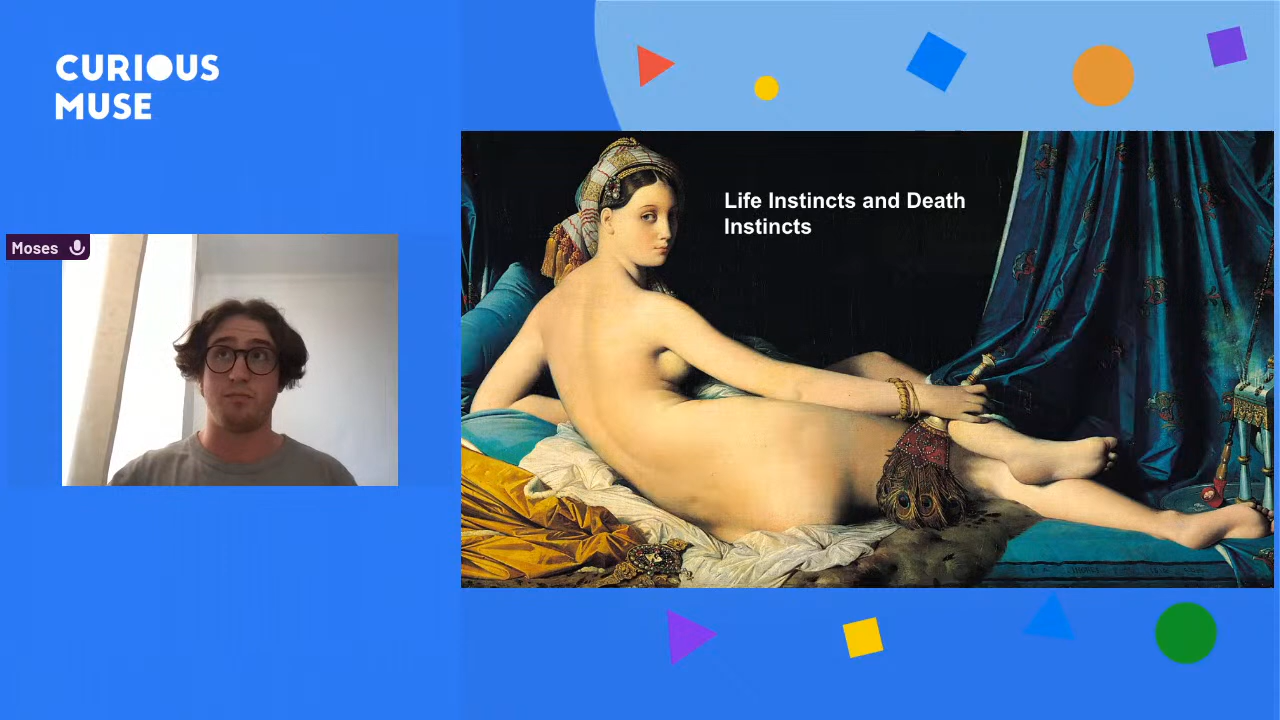 CURIOUS
MUSE
Moses
Life Instincts and Death
Instincts